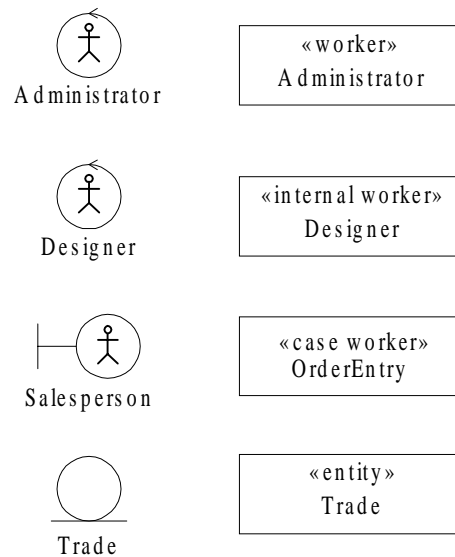 Administrator
«worker»
Administrator
Designer
«internal worker»
Designer
Salesperson
«case worker»
OrderEntry
Trade
«entity»
Trade